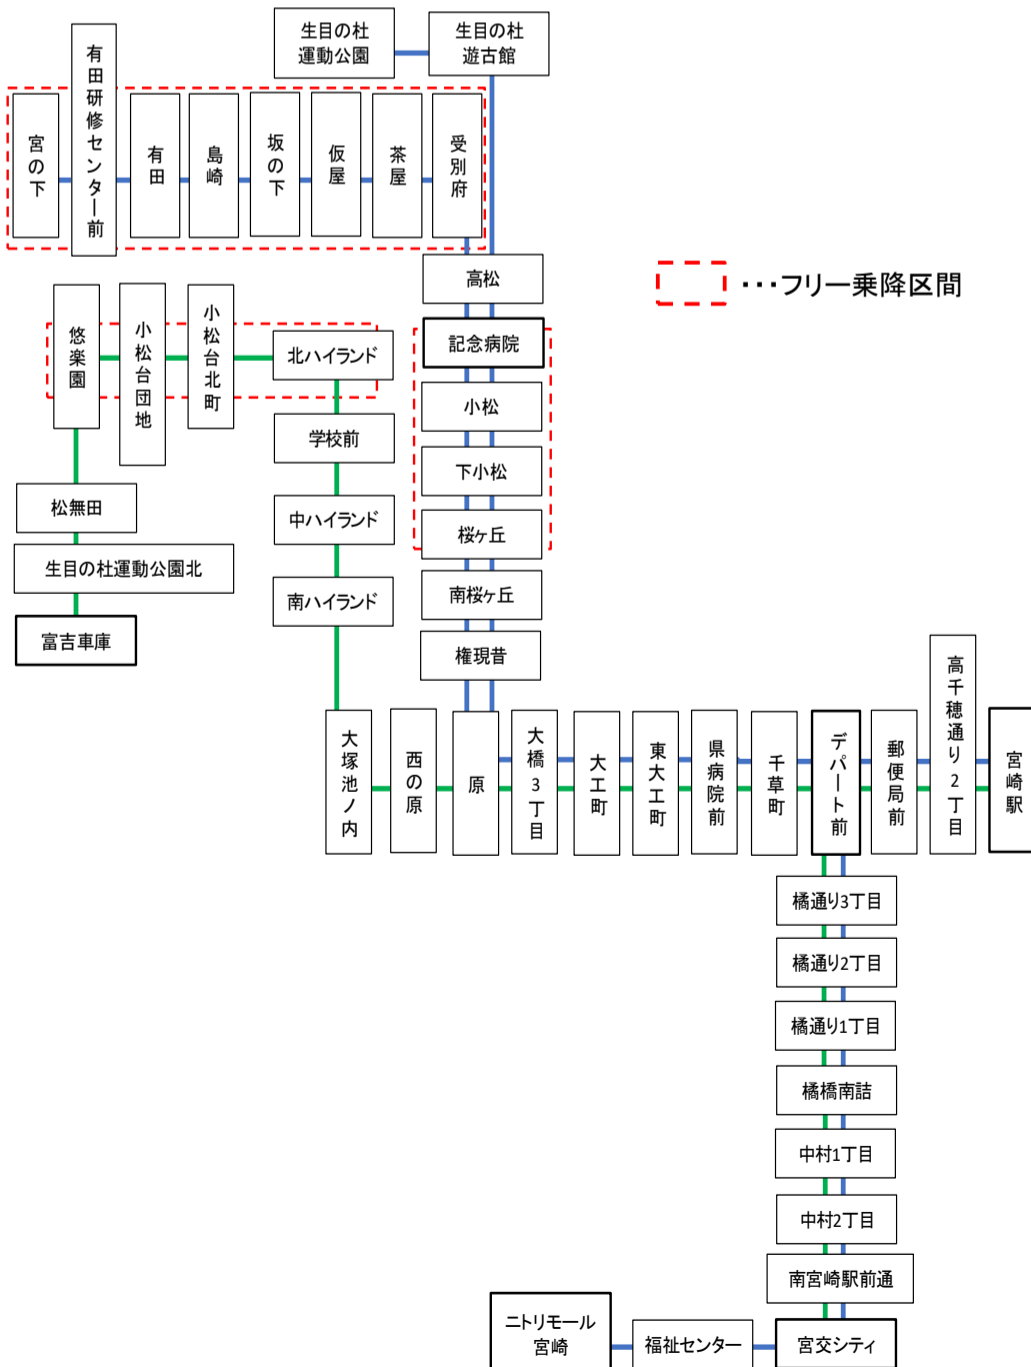 生目の杜
運動公園
生目の杜
遊古館
宮の下
有田研修センター前
有田
島崎
坂の下
仮屋
茶屋
受別府
高松
・・・フリー乗降区間
記念病院
悠楽園
小松台団地
小松台北町
北ハイランド
小松
学校前
下小松
松無田
中ハイランド
桜ヶ丘
生目の杜運動公園北
南ハイランド
南桜ヶ丘
富吉車庫
権現昔
大塚池ノ内
西の原
原
大橋3丁目
大工町
東大工町
県病院前
千草町
デパート前
郵便局前
高千穂通り2丁目
宮崎駅
橘通り3丁目
橘通り2丁目
橘通り1丁目
橘橋南詰
中村1丁目
中村2丁目
南宮崎駅前通
ニトリモール
宮崎
福祉センター
宮交シティ